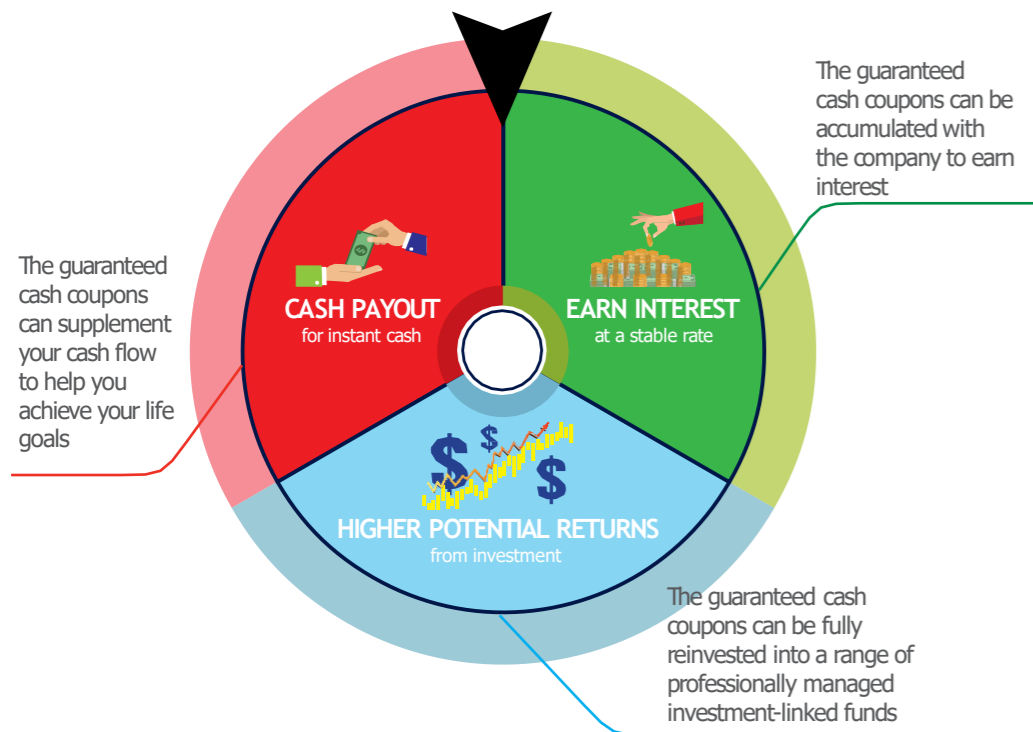 The guaranteed
cash coupons can be
accumulated with
the company to earn
interest
CASH PAYOUT
for instant cash
EARN INTEREST
at a stable rate
The guaranteed
cash coupons
can supplement
your cash flow
to help you
achieve your life
goals
$
$
$
HIGHER POTENTIAL RETURNS
from investment
The guaranteed cash
coupons can be fully
reinvested into a range of
professionally managed
investment-linked funds